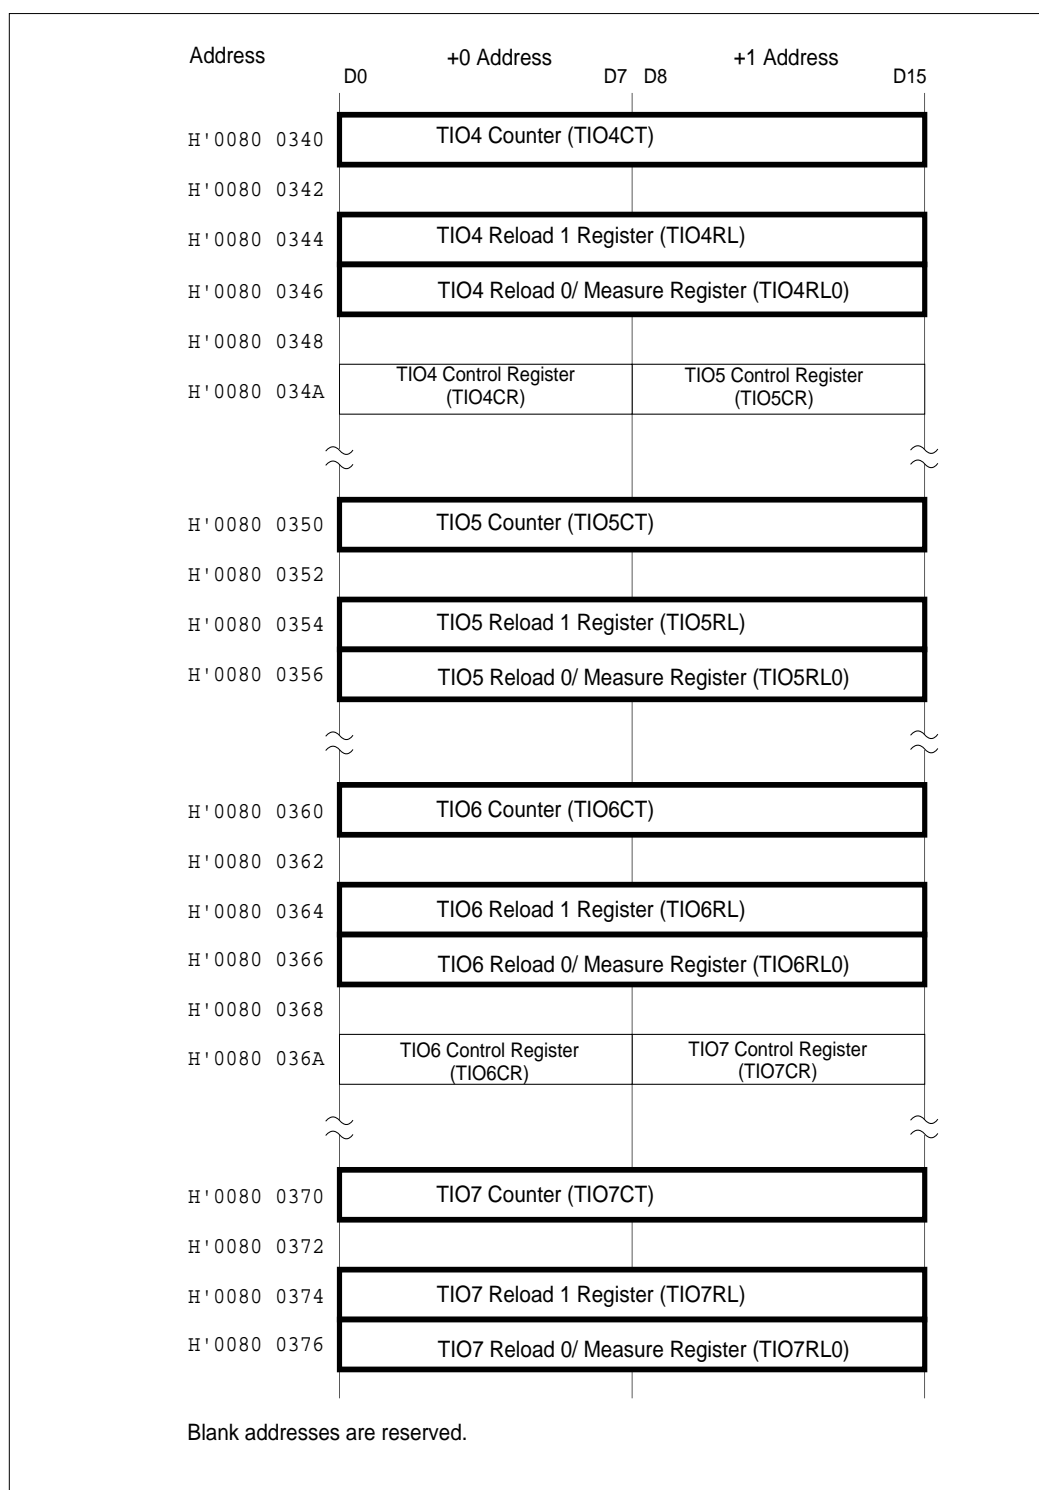 Address +0 Address +1 Address
D0 D7 D8 D15
H'0080 0340 TIO4 Counter (TIO4CT)
H'0080 0342
H'0080 0344 TIO4 Reload 1 Register (TIO4RL)
H'0080 0346 TIO4 Reload 0/ Measure Register (TIO4RL0)
H'0080 0348
H'0080 034A TIO4 Control Register (TIO4CR) TIO5 Control Register (TIO5CR)
H'0080 0350 TIO5 Counter (TIO5CT)
H'0080 0352
H'0080 0354 TIO5 Reload 1 Register (TIO5RL)
H'0080 0356 TIO5 Reload 0/ Measure Register (TIO5RL0)
H'0080 0360 TIO6 Counter (TIO6CT)
H'0080 0362
H'0080 0364 TIO6 Reload 1 Register (TIO6RL)
H'0080 0366 TIO6 Reload 0/ Measure Register (TIO6RL0)
H'0080 0368
H'0080 036A TIO6 Control Register (TIO6CR) TIO7 Control Register (TIO7CR)
H'0080 0370 TIO7 Counter (TIO7CT)
H'0080 0372
H'0080 0374 TIO7 Reload 1 Register (TIO7RL)
H'0080 0376 TIO7 Reload 0/ Measure Register (TIO7RL0)
Blank addresses are reserved.